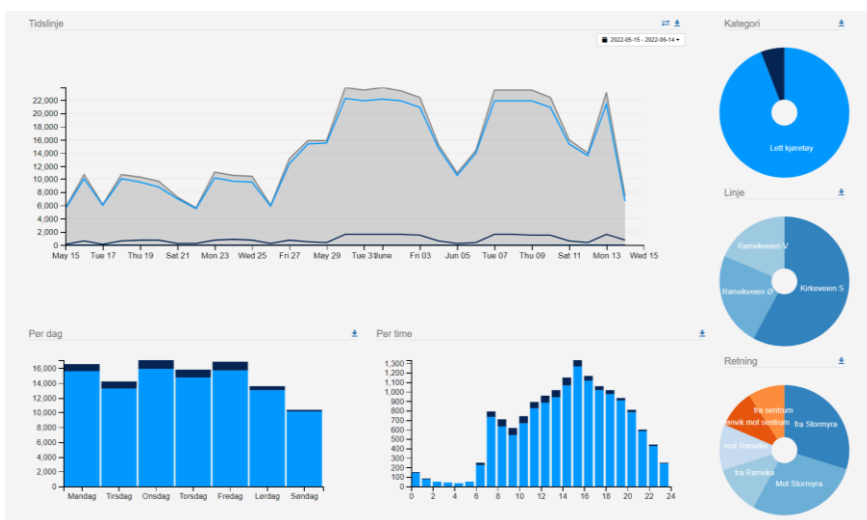 Tidslinje
2022-05-15 - 2022-06-14
22,000
20,000
18,000
16,000
14,000
12,000
10,000
8,000
6,000
4,000
2,000
0
May 15 Tue 17 Thu 19 Sat 21 Mon 23 Wed 25 Fri 27 May 29 Tue 31 June Fri 03 Jun 05 Tue 07 Thu 09 Sat 11 Mon 13 Wed 15
Kategori
Lett kjøretøy
Linje
Rønvikveien V
Rønvikveien Ø
Kirkeveien S
Per dag
16,000
14,000
12,000
10,000
8,000
6,000
4,000
2,000
0
Mandag Tirsdag Onsdag Torsdag Fredag Lørdag Søndag
Per time
1,300
1,200
1,100
1,000
900
800
700
600
500
400
300
200
100
0
0 2 4 6 8 10 12 14 16 18 20 22 24
Retning
fra sentrum
mot sentrum
fra Stormyra
mot Rønvika
fra Rønvika
Mot Stormyra